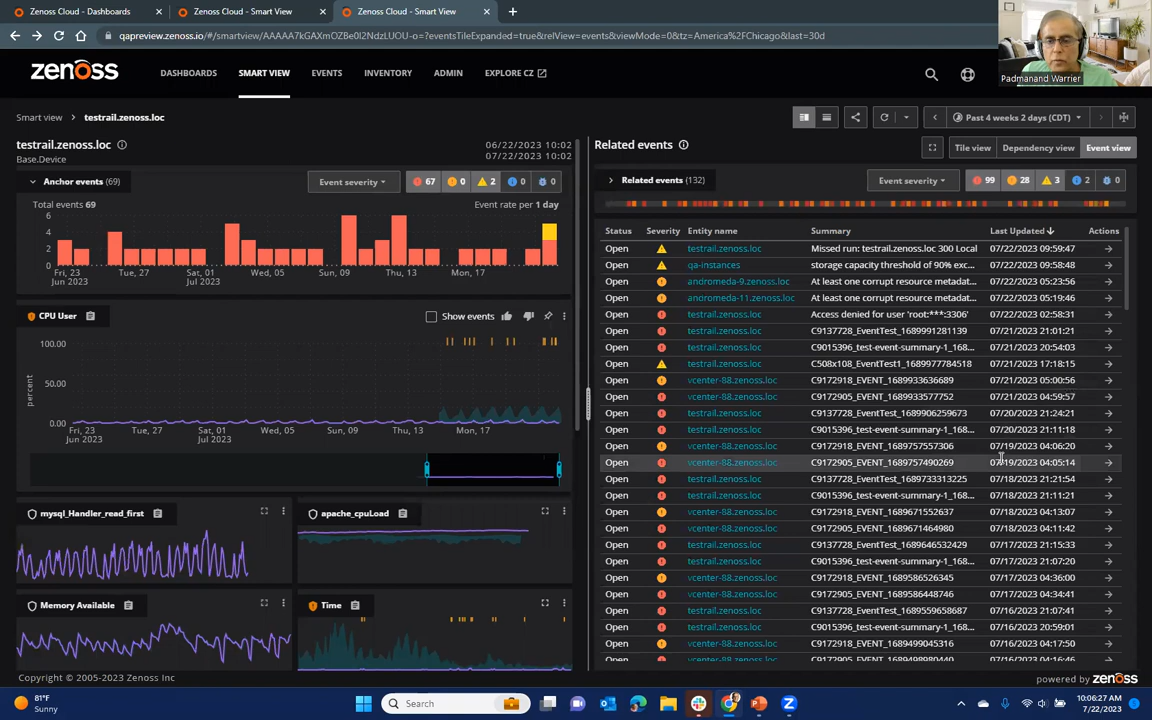 Zenoss Cloud - Dashboards
Zenoss Cloud - Smart View
Zenoss Cloud - Smart View
qapreview.zenoss.io/#/smartview/AAAAA7kGAXmOZBe0I2NdzLUOU-o=?eventsTileExpanded=true&relView=events&viewMode=0&tz=America%2FChicago&last=30d
Padmanand Warrier
zenoss
DASHBOARDS
SMART VIEW
EVENTS
INVENTORY
ADMIN
EXPLORE CZ
Smart view > testrail.zenoss.loc
Past 4 weeks 2 days (CDT)
testrail.zenoss.loc
Base.Device
06/22/2023 10:02
07/22/2023 10:02
Anchor events (69)
Event severity
67 0 2 0 0
Total events 69
Event rate per 1 day
6
4
2
0
Fri, 23 Jun 2023
Tue, 27
Sat, 01 Jul 2023
Wed, 05
Sun, 09
Thu, 13
Mon, 17
CPU User
Show events
100.00
50.00
0.00
percent
Fri, 23 Jun 2023
Tue, 27
Sat, 01 Jul 2023
Wed, 05
Sun, 09
Thu, 13
Mon, 17
mysql_Handler_read_first
apache_cpuLoad
Memory Available
Time
Related events
Tile view
Dependency view
Event view
Related events (132)
Event severity
99 28 3 2 0
Status Severity Entity name Summary Last Updated Actions
Open testrail.zenoss.loc Missed run: testrail.zenoss.loc 300 Local 07/22/2023 09:59:47
Open qa-instances storage capacity threshold of 90% exc... 07/22/2023 09:58:48
Open andromeda-9.zenoss.loc At least one corrupt resource metadat... 07/22/2023 05:23:56
Open andromeda-11.zenoss.loc At least one corrupt resource metadat... 07/22/2023 05:19:46
Open testrail.zenoss.loc Access denied for user 'root:***:3306' 07/22/2023 02:58:31
Open testrail.zenoss.loc C9137728_EventTest_1689991281139 07/21/2023 21:01:21
Open testrail.zenoss.loc C9015396_test-event-summary-1_168... 07/21/2023 20:54:03
Open testrail.zenoss.loc C508x108_EventTest1_1689977784518 07/21/2023 17:18:15
Open vcenter-88.zenoss.loc C9172918_EVENT_1689933636689 07/21/2023 05:00:56
Open vcenter-88.zenoss.loc C9172905_EVENT_1689933577752 07/21/2023 04:59:57
Open testrail.zenoss.loc C9137728_EventTest_1689906259673 07/20/2023 21:24:21
Open testrail.zenoss.loc C9015396_test-event-summary-1_168... 07/20/2023 21:11:18
Open vcenter-88.zenoss.loc C9172918_EVENT_1689757557306 07/19/2023 04:06:20
Open vcenter-88.zenoss.loc C9172905_EVENT_1689757490269 07/19/2023 04:05:14
Open testrail.zenoss.loc C9137728_EventTest_1689733313225 07/18/2023 21:21:54
Open testrail.zenoss.loc C9015396_test-event-summary-1_168... 07/18/2023 21:11:21
Open vcenter-88.zenoss.loc C9172918_EVENT_1689671552637 07/18/2023 04:13:07
Open vcenter-88.zenoss.loc C9172905_EVENT_1689671464980 07/18/2023 04:11:42
Open testrail.zenoss.loc C9137728_EventTest_1689646532429 07/17/2023 21:15:33
Open testrail.zenoss.loc C9015396_test-event-summary-1_168... 07/17/2023 21:07:20
Open vcenter-88.zenoss.loc C9172918_EVENT_1689586526345 07/17/2023 04:36:00
Open vcenter-88.zenoss.loc C9172905_EVENT_1689586448746 07/17/2023 04:34:41
Open testrail.zenoss.loc C9137728_EventTest_1689559658687 07/16/2023 21:07:41
Open testrail.zenoss.loc C9015396_test-event-summary-1_168... 07/16/2023 20:59:01
Open vcenter-88.zenoss.loc C9172918_EVENT_1689499045316 07/16/2023 04:17:50
Open vcenter-88.zenoss.loc C9172905_EVENT_1689498980440 07/16/2023 04:16:46
Copyright © 2005-2023 Zenoss Inc
powered by zenoss
81°F
Sunny
Search
10:06:27 AM
7/22/2023